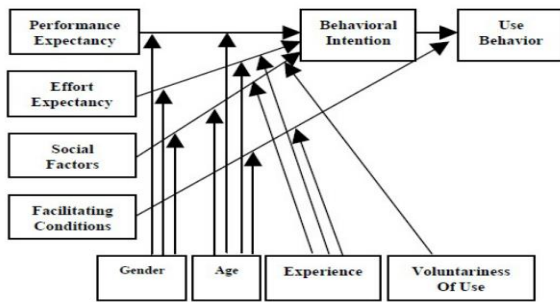 Performance
Expectancy
Behavioral
Intention
Use
Behavior
Effort
Expectancy
Social
Factors
Facilitating
Conditions
Gender
Age
Experience
Voluntariness
Of Use